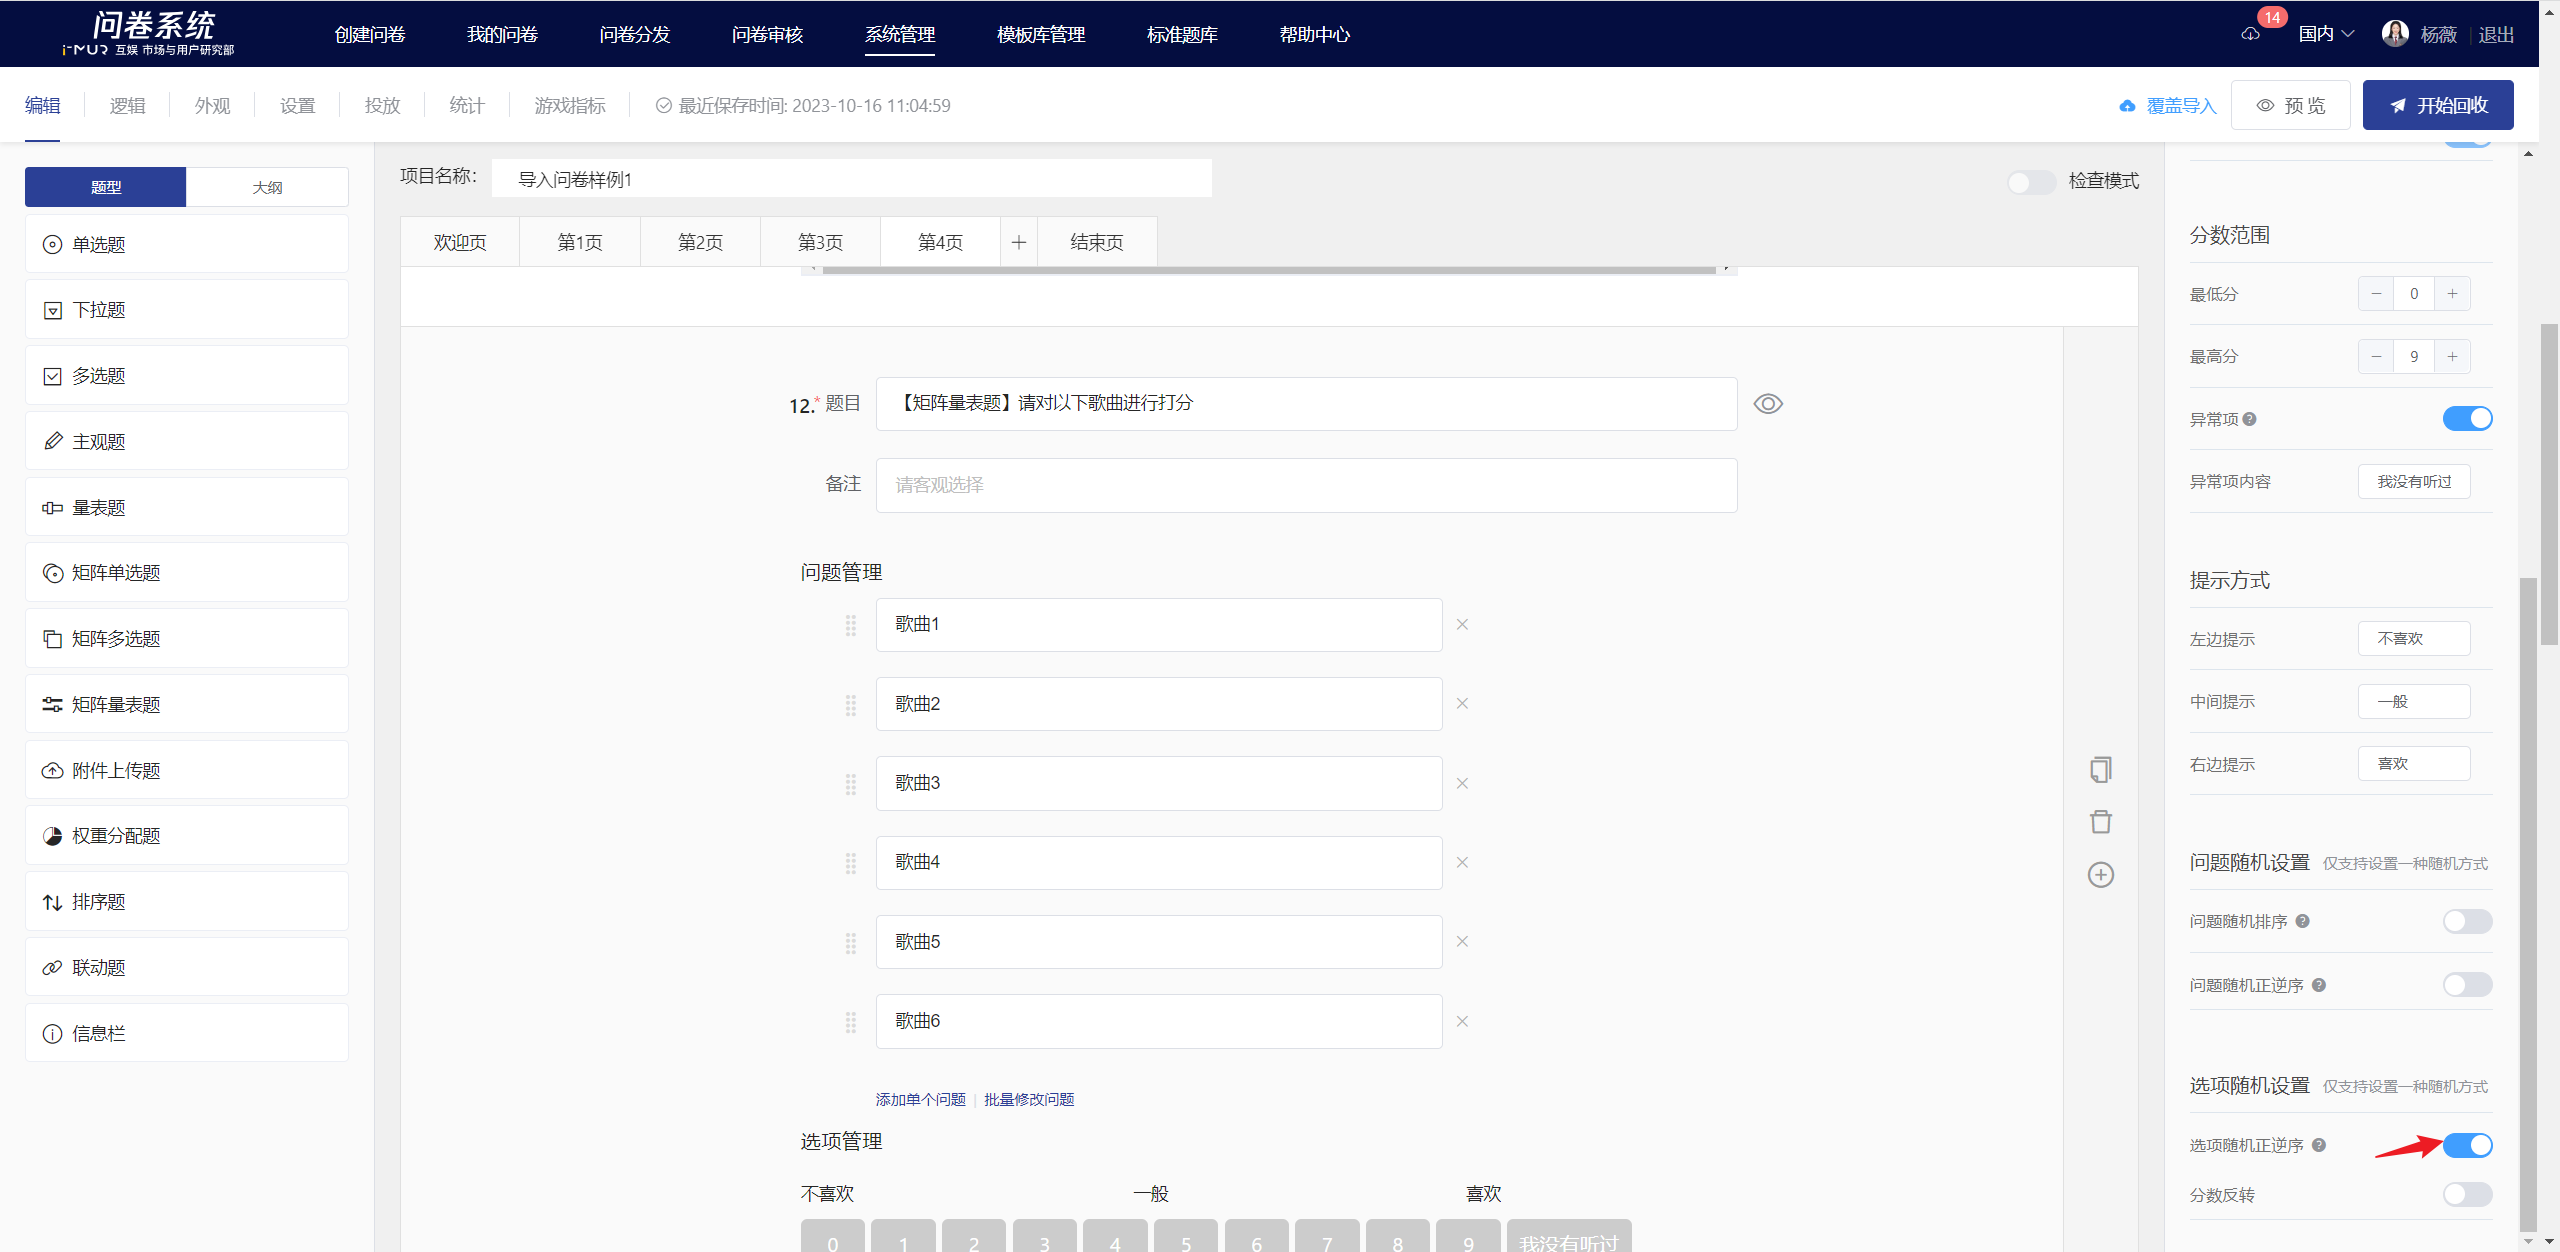 问卷系统
i-MUR 互娱 市场与用户研究部
创建问卷 我的问卷 问卷分发 问卷审核 系统管理 模板库管理 标准题库 帮助中心
14
国内 杨薇 退出
编辑 逻辑 外观 设置 投放 统计 游戏指标 最近保存时间: 2023-10-16 11:04:59
覆盖导入 预 览 开始回收
题型 大纲
单选题
下拉题
多选题
主观题
量表题
矩阵单选题
矩阵多选题
矩阵量表题
附件上传题
权重分配题
排序题
联动题
信息栏
项目名称: 导入问卷样例1
检查模式
欢迎页 第1页 第2页 第3页 第4页 + 结束页
12.* 题目 【矩阵量表题】请对以下歌曲进行打分
备注 请客观选择
问题管理
歌曲1
歌曲2
歌曲3
歌曲4
歌曲5
歌曲6
添加单个问题 | 批量修改问题
选项管理
不喜欢 一般 喜欢
0 1 2 3 4 5 6 7 8 9 我没有听过
分数范围
最低分 − 0 +
最高分 − 9 +
异常项
异常项内容 我没有听过
提示方式
左边提示 不喜欢
中间提示 一般
右边提示 喜欢
问题随机设置 仅支持设置一种随机方式
问题随机排序
问题随机正逆序
选项随机设置 仅支持设置一种随机方式
选项随机正逆序
分数反转